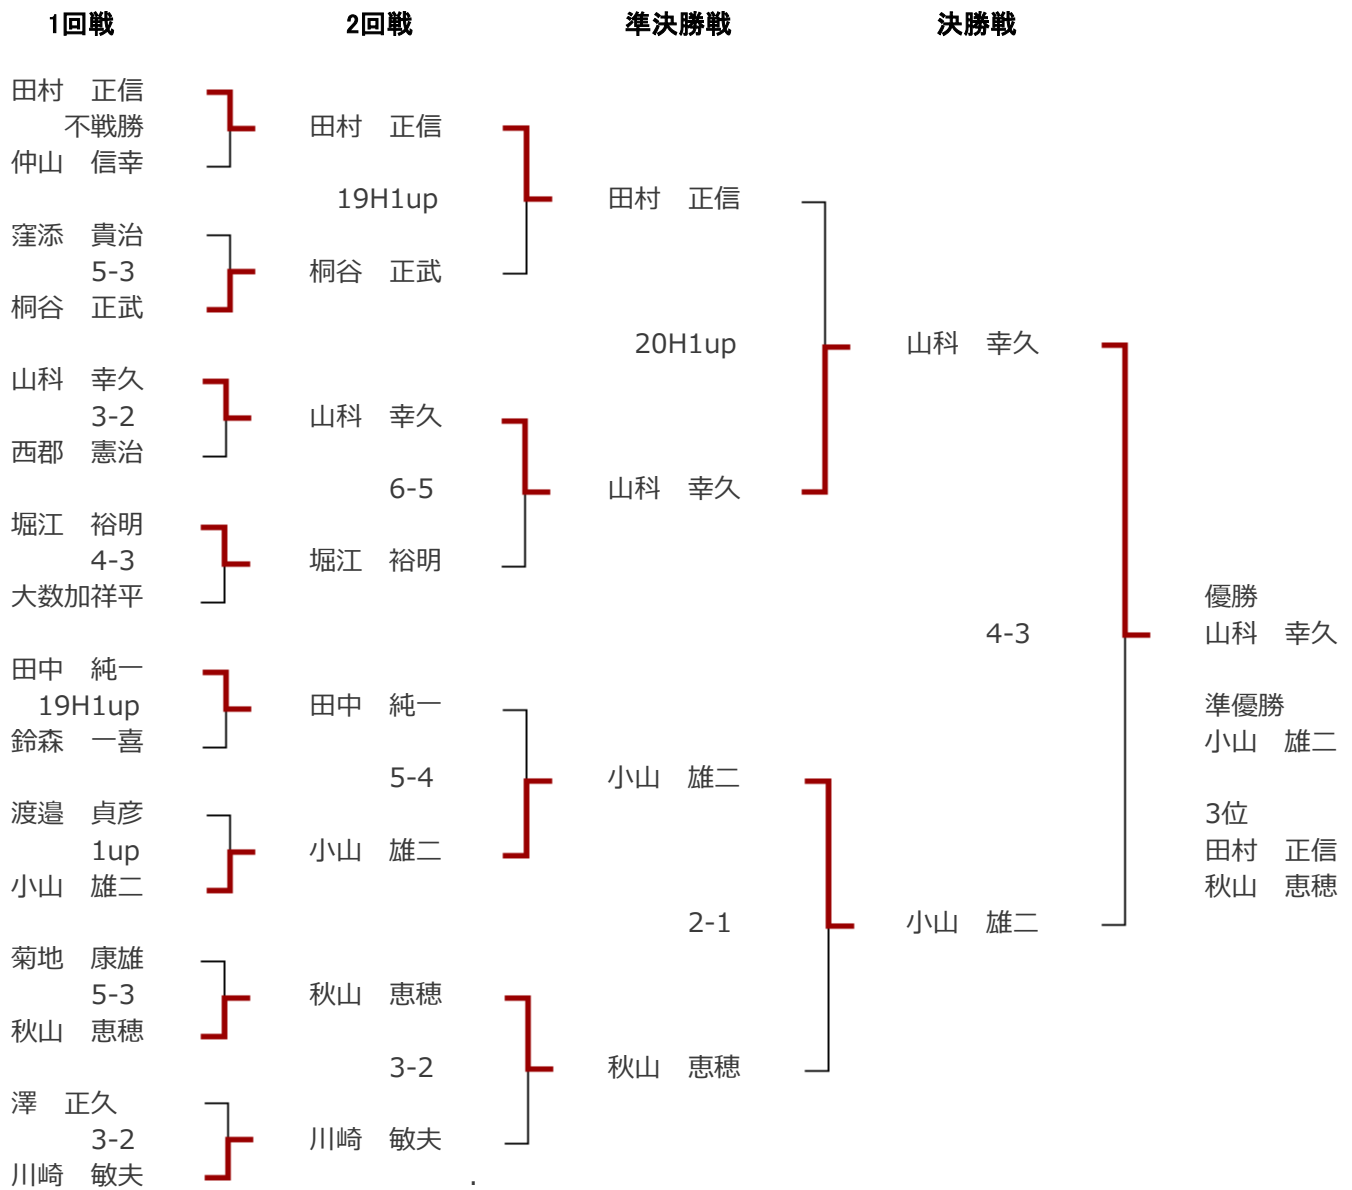 1回戦
2回戦
準決勝戦
決勝戦
田村　正信
不戦勝
仲山　信幸
窪添　貴治
5-3
桐谷　正武
山科　幸久
3-2
西郡　憲治
堀江　裕明
4-3
大数加祥平
田中　純一
19H1up
鈴森　一喜
渡邉　貞彦
1up
小山　雄二
菊地　康雄
5-3
秋山　恵穂
澤　正久
3-2
川崎　敏夫
田村　正信
19H1up
桐谷　正武
山科　幸久
6-5
堀江　裕明
田中　純一
5-4
小山　雄二
秋山　恵穂
3-2
川崎　敏夫
.
田村　正信
20H1up
山科　幸久
小山　雄二
2-1
秋山　恵穂
山科　幸久
4-3
小山　雄二
優勝
山科　幸久
準優勝
小山　雄二
3位
田村　正信
秋山　恵穂